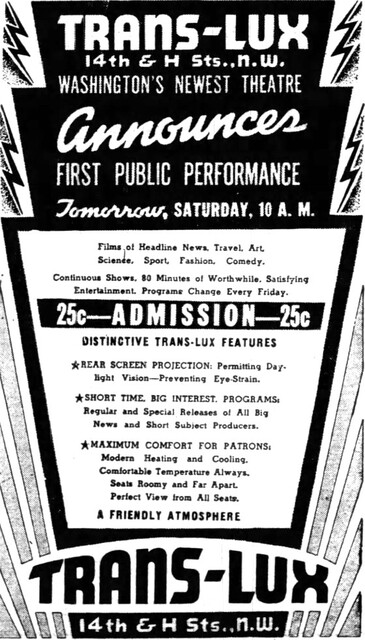 TRANS-LUX
14th & H Sts., n.w.
WASHINGTON'S NEWEST THEATRE
Announces
FIRST PUBLIC PERFORMANCE
Tomorrow, SATURDAY, 10 A. M.
Films of Headline News, Travel, Art,
Science, Sport, Fashion, Comedy.
Continuous Shows. 80 Minutes of Worthwhile, Satisfying
Entertainment. Programs Change Every Friday.
25c—ADMISSION—25c
DISTINCTIVE TRANS-LUX FEATURES
★REAR SCREEN PROJECTION: Permitting Day-
light Vision—Preventing Eye-Strain.
★SHORT TIME, BIG INTEREST, PROGRAMS:
Regular and Special Releases of All Big
News and Short Subject Producers.
★MAXIMUM COMFORT FOR PATRONS:
Modern Heating and Cooling.
Comfortable Temperature Always.
Seats Roomy and Far Apart.
Perfect View from All Seats.
A FRIENDLY ATMOSPHERE
TRANS-LUX
14th & H Sts., n.w.